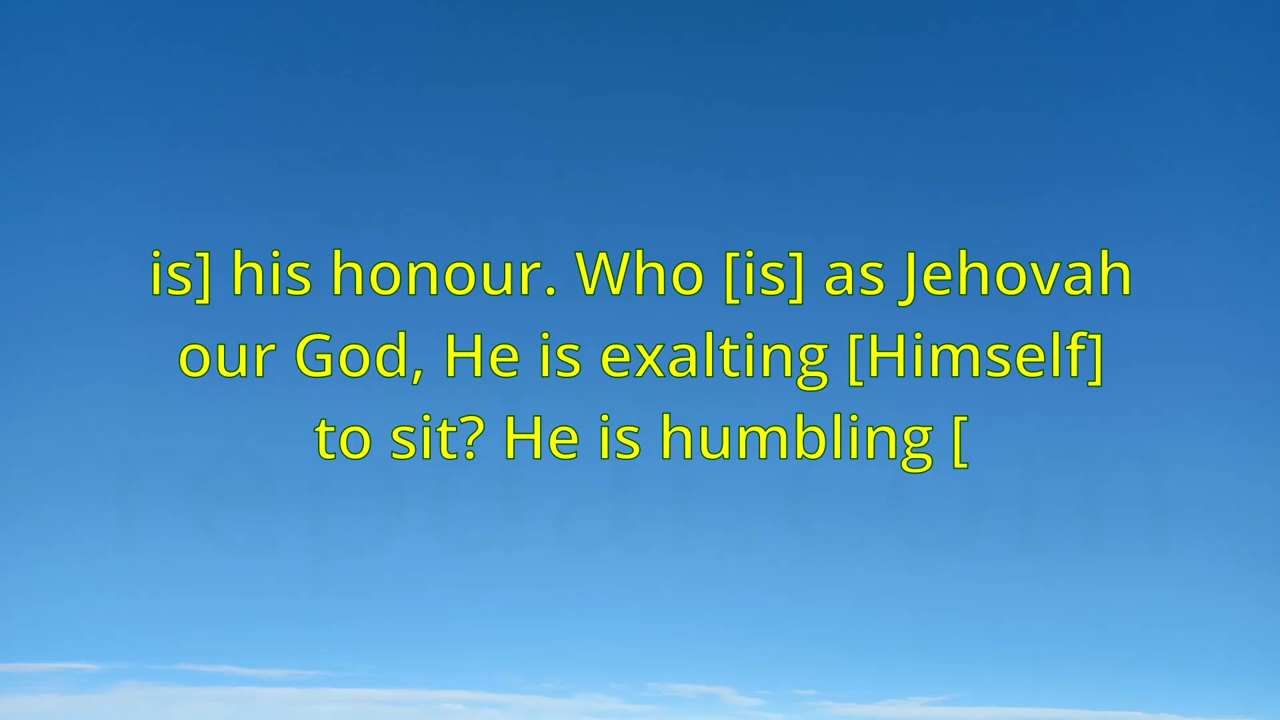 is] his honour. Who [is] as Jehovah
our God, He is exalting [Himself]
to sit? He is humbling [